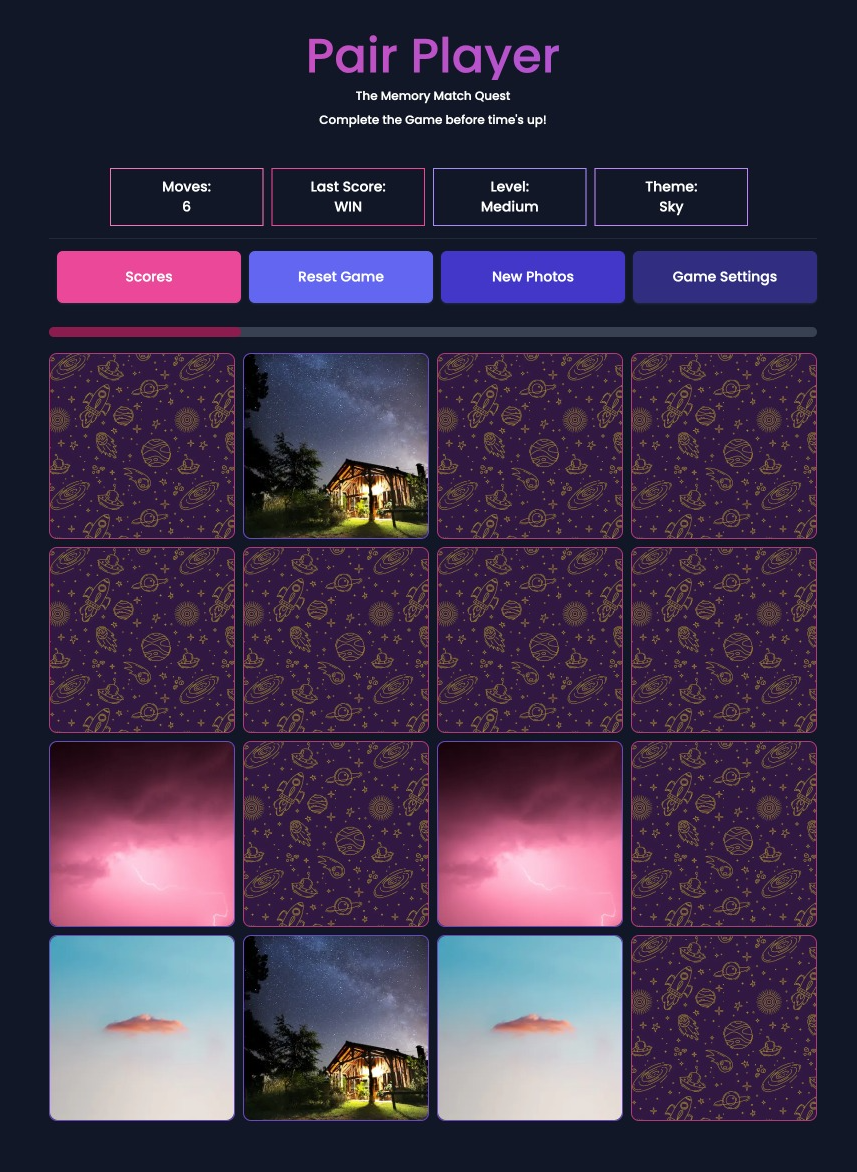 Pair Player
The Memory Match Quest
Complete the Game before time's up!
Moves:
6
Last Score:
WIN
Level:
Medium
Theme:
Sky
Scores
Reset Game
New Photos
Game Settings